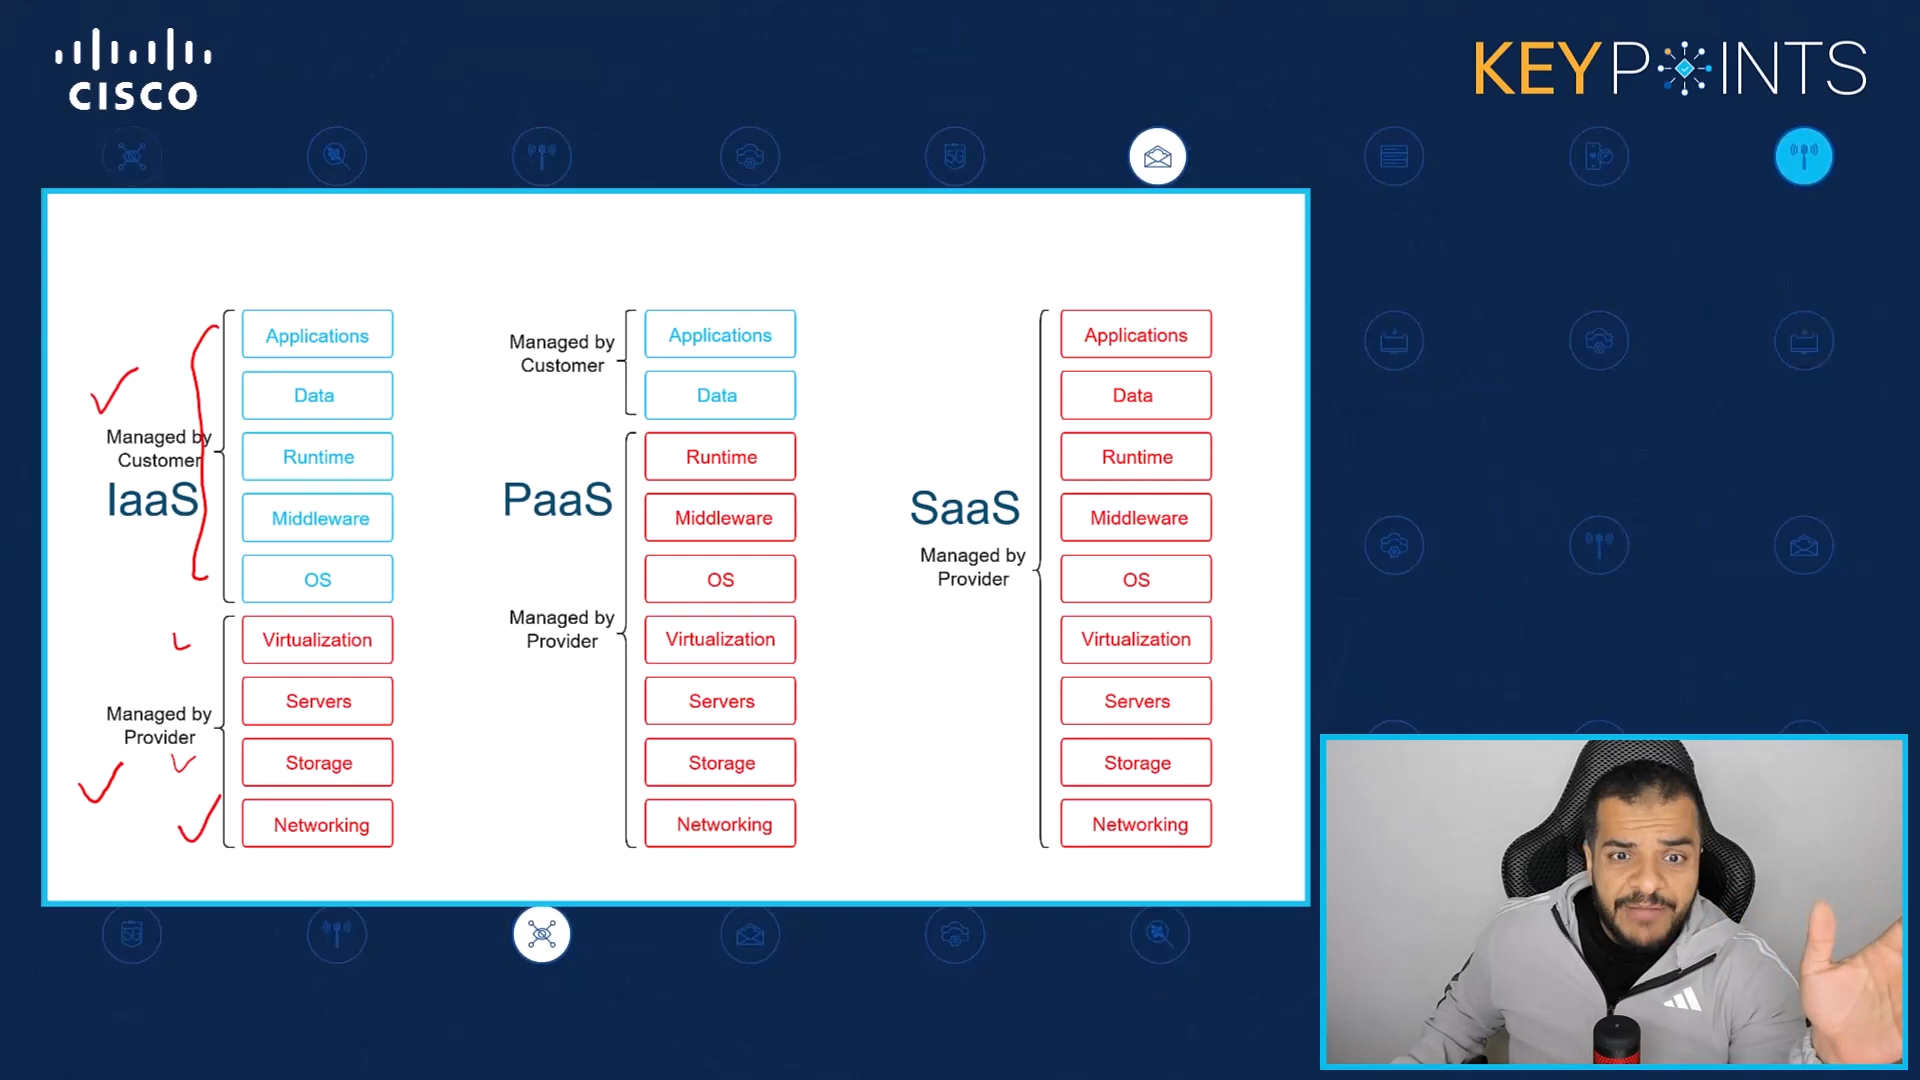 CISCO
KEYPOINTS
5G
Managed by
Customer
IaaS
Managed by
Provider
Applications
Data
Runtime
Middleware
OS
Virtualization
Servers
Storage
Networking
Managed by
Customer
PaaS
Managed by
Provider
Applications
Data
Runtime
Middleware
OS
Virtualization
Servers
Storage
Networking
SaaS
Managed by
Provider
Applications
Data
Runtime
Middleware
OS
Virtualization
Servers
Storage
Networking
5G